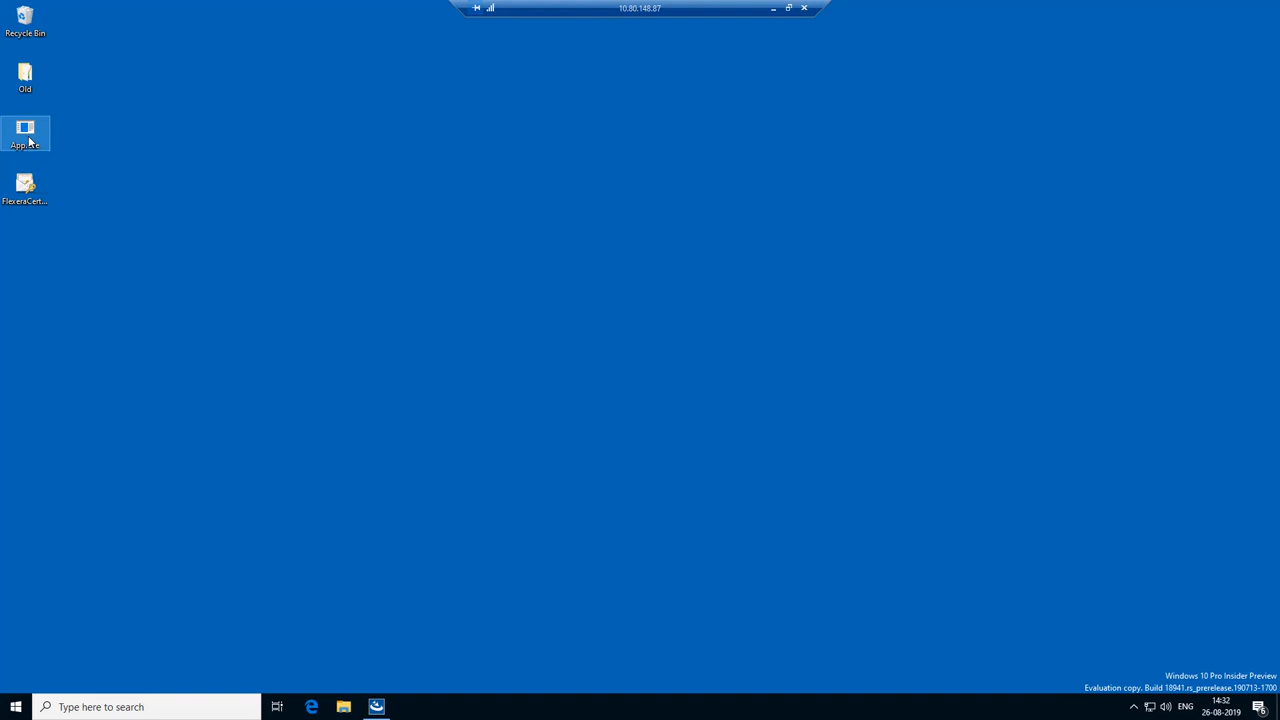 10.80.148.87
Recycle Bin
Old
FlexeraCert...
Windows 10 Pro Insider Preview
Evaluation copy. Build 18941.rs_prerelease.190713-1700
Type here to search
ENG
14:32
26-08-2019
6